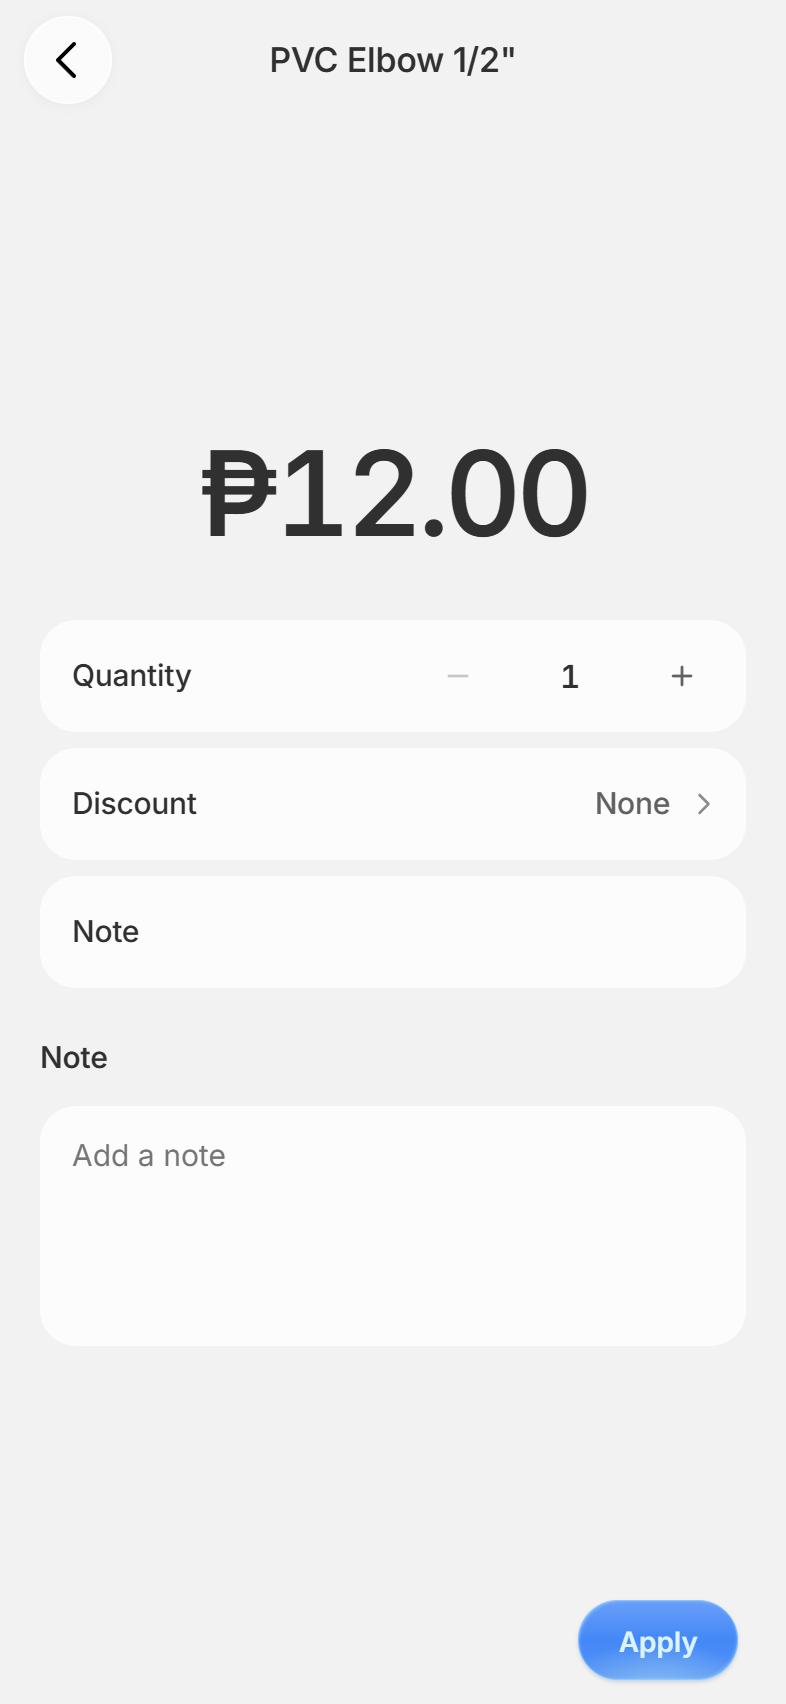 PVC Elbow 1/2"
₱12.00
Quantity 1
Discount None
Note
Note
Add a note
Apply